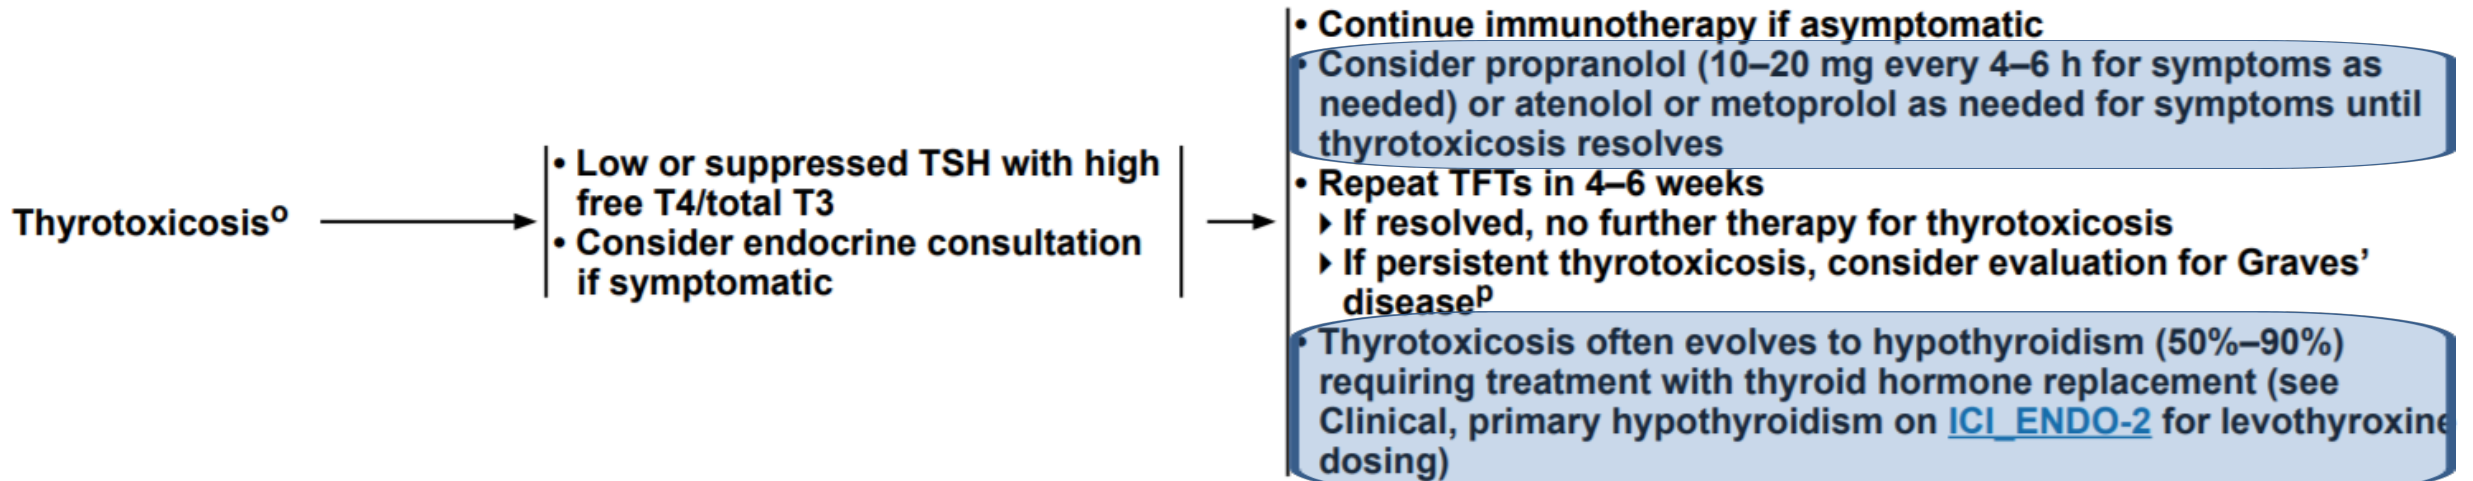 Thyrotoxicosisᵒ
• Low or suppressed TSH with high
free T4/total T3
• Consider endocrine consultation
if symptomatic
• Continue immunotherapy if asymptomatic
• Consider propranolol (10–20 mg every 4–6 h for symptoms as
needed) or atenolol or metoprolol as needed for symptoms until
thyrotoxicosis resolves
• Repeat TFTs in 4–6 weeks
▸ If resolved, no further therapy for thyrotoxicosis
▸ If persistent thyrotoxicosis, consider evaluation for Graves’
diseaseᵖ
• Thyrotoxicosis often evolves to hypothyroidism (50%–90%)
requiring treatment with thyroid hormone replacement (see
Clinical, primary hypothyroidism on ICI_ENDO-2 for levothyroxine
dosing)